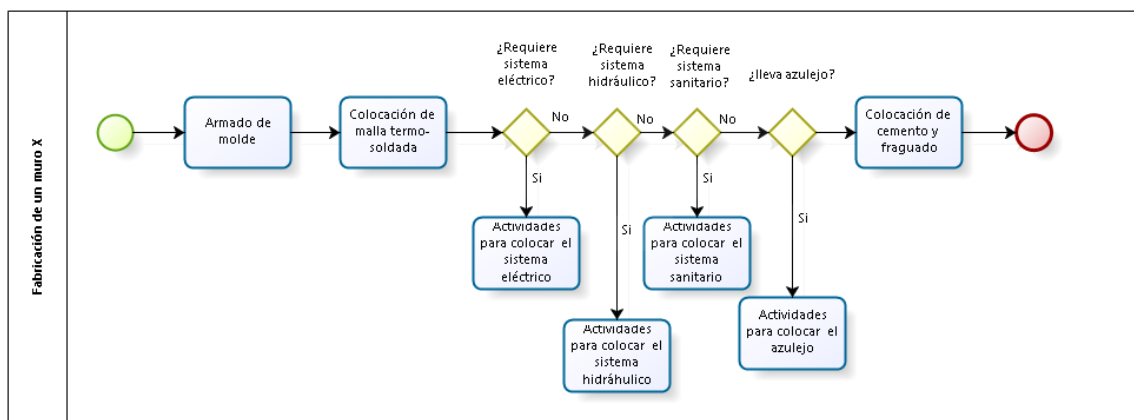 Fabricación de un muro X
Armado de
molde
Colocación de
malla termo-
soldada
¿Requiere
sistema
eléctrico?
No
Si
Actividades
para colocar el
sistema
eléctrico
¿Requiere
sistema
hidráulico?
No
Si
Actividades
para colocar el
sistema
hidráhulico
¿Requiere
sistema
sanitario?
No
Si
Actividades
para colocar el
sistema
sanitario
¿lleva azulejo?
Si
Actividades
para colocar el
azulejo
Colocación de
cemento y
fraguado